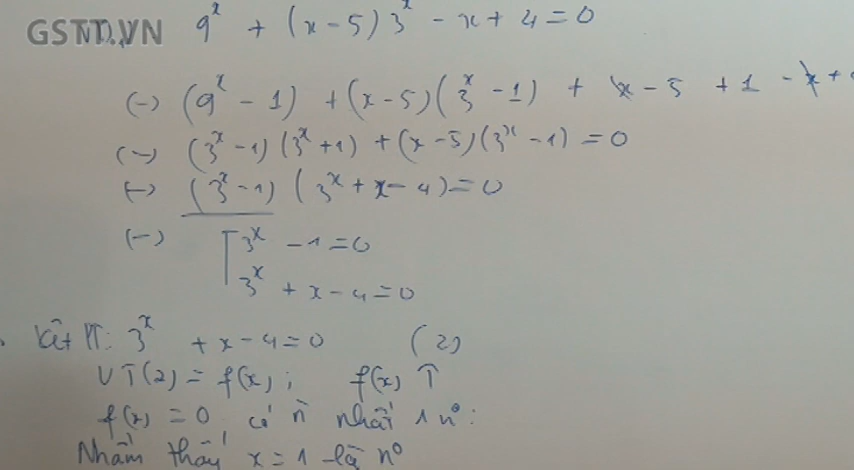 GSTT.VN
9^x + (x-5)3^x - x + 4 = 0
(-) (9^x - 1) + (x-5)(3^x - 1) + x - 5 + 1 - x +
(-) (3^x - 1)(3^x + 1) + (x-5)(3^x - 1) = 0
(-) (3^x - 1)(3^x + x - 4) = 0
(-) [3^x - 1 = 0
3^x + x - 4 = 0
Xét PT: 3^x + x - 4 = 0 (2)
VT(2) = f(x); f(x) ↑
f(x) = 0 có n̄ nhất 1 n°:
Nhầm thấy x = 1 là n°